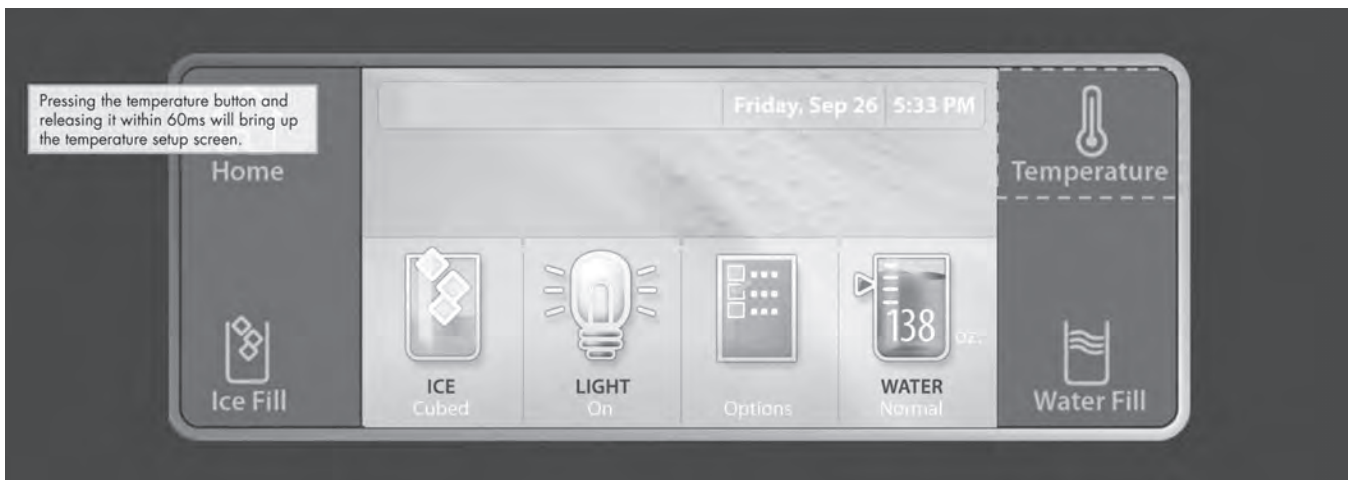 Pressing the temperature button and
releasing it within 60ms will bring up
the temperature setup screen.
Friday, Sep 26 5:33 PM
Home
Temperature
138 oz.
ICE
Cubed
LIGHT
On
Options
WATER
Normal
Ice Fill
Water Fill